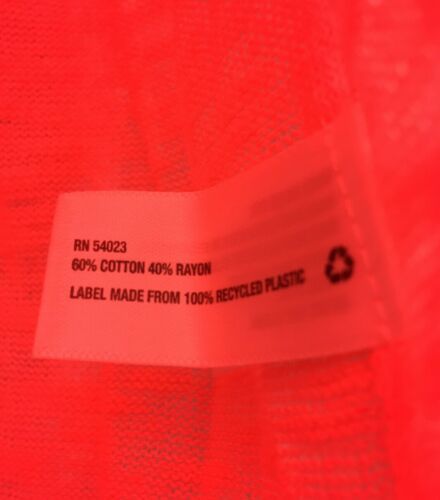 RN 54023
60% COTTON 40% RAYON
LABEL MADE FROM 100% RECYCLED PLASTIC